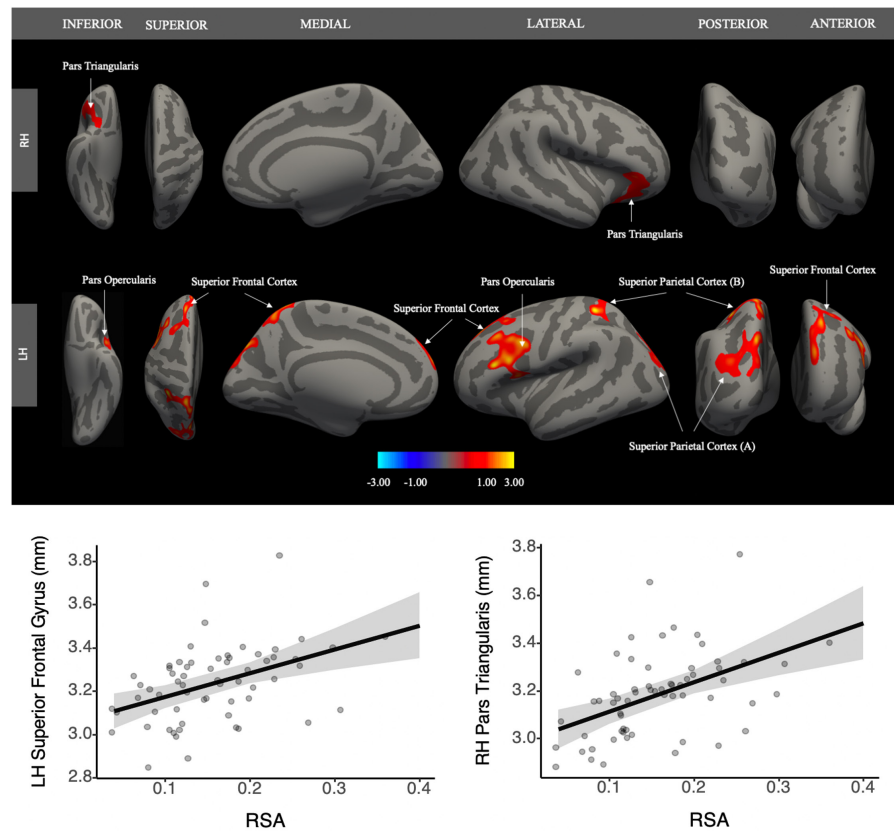 INFERIOR SUPERIOR MEDIAL LATERAL POSTERIOR ANTERIOR
Pars Triangularis
RH
Pars Triangularis
Pars Opercularis
Superior Frontal Cortex
Superior Frontal Cortex
Pars Opercularis
Superior Parietal Cortex (B)
Superior Frontal Cortex
LH
Superior Parietal Cortex (A)
-3.00 -1.00 1.00 3.00
LH Superior Frontal Gyrus (mm)
3.8
3.6
3.4
3.2
3.0
2.8
0.1 0.2 0.3 0.4
RSA
RH Pars Triangularis (mm)
3.8
3.6
3.4
3.2
3.0
0.1 0.2 0.3 0.4
RSA